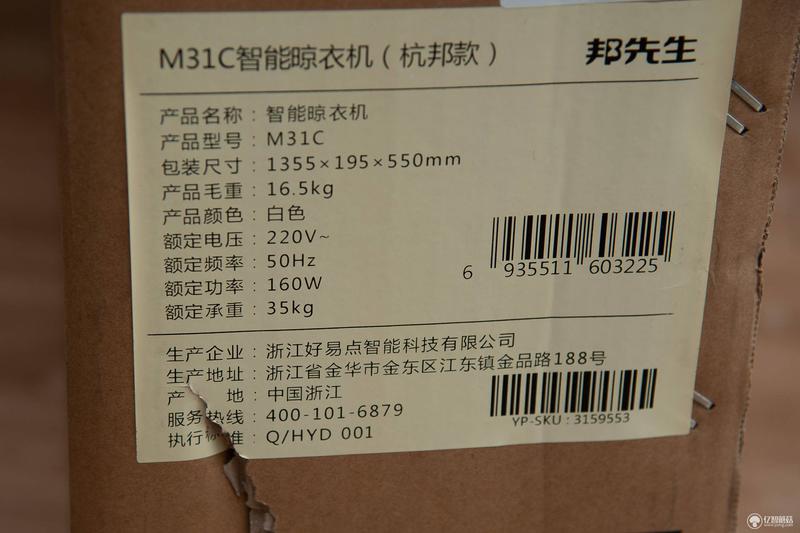 M31C智能晾衣机（杭邦款）
邦先生
产品名称：智能晾衣机
产品型号：M31C
包装尺寸：1355×195×550mm
产品毛重：16.5kg
产品颜色：白色
额定电压：220V~
额定频率：50Hz
额定功率：160W
额定承重：35kg
6 935511 603225
生产企业：浙江好易点智能科技有限公司
生产地址：浙江省金华市金东区江东镇金品路188号
产　　地：中国浙江
服务热线：400-101-6879
执行标准：Q/HYD 001
YP-SKU：3159553
亿智蘑菇